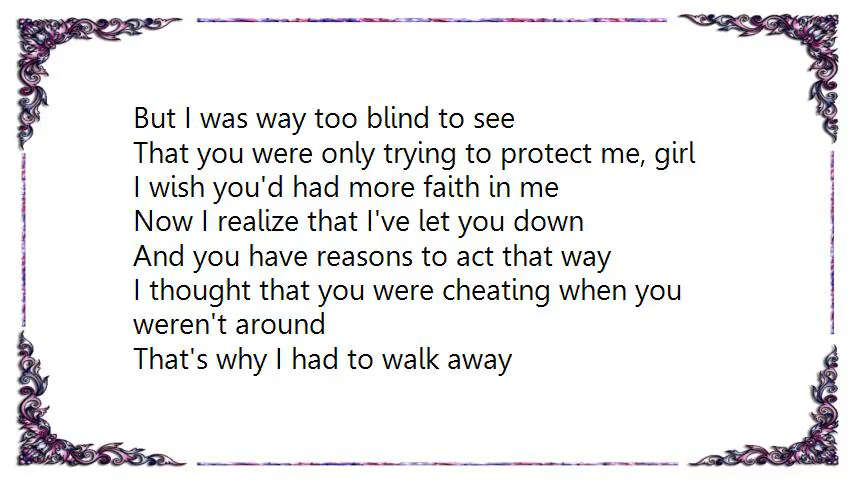 But I was way too blind to see
That you were only trying to protect me, girl
I wish you'd had more faith in me
Now I realize that I've let you down
And you have reasons to act that way
I thought that you were cheating when you
weren't around
That's why I had to walk away